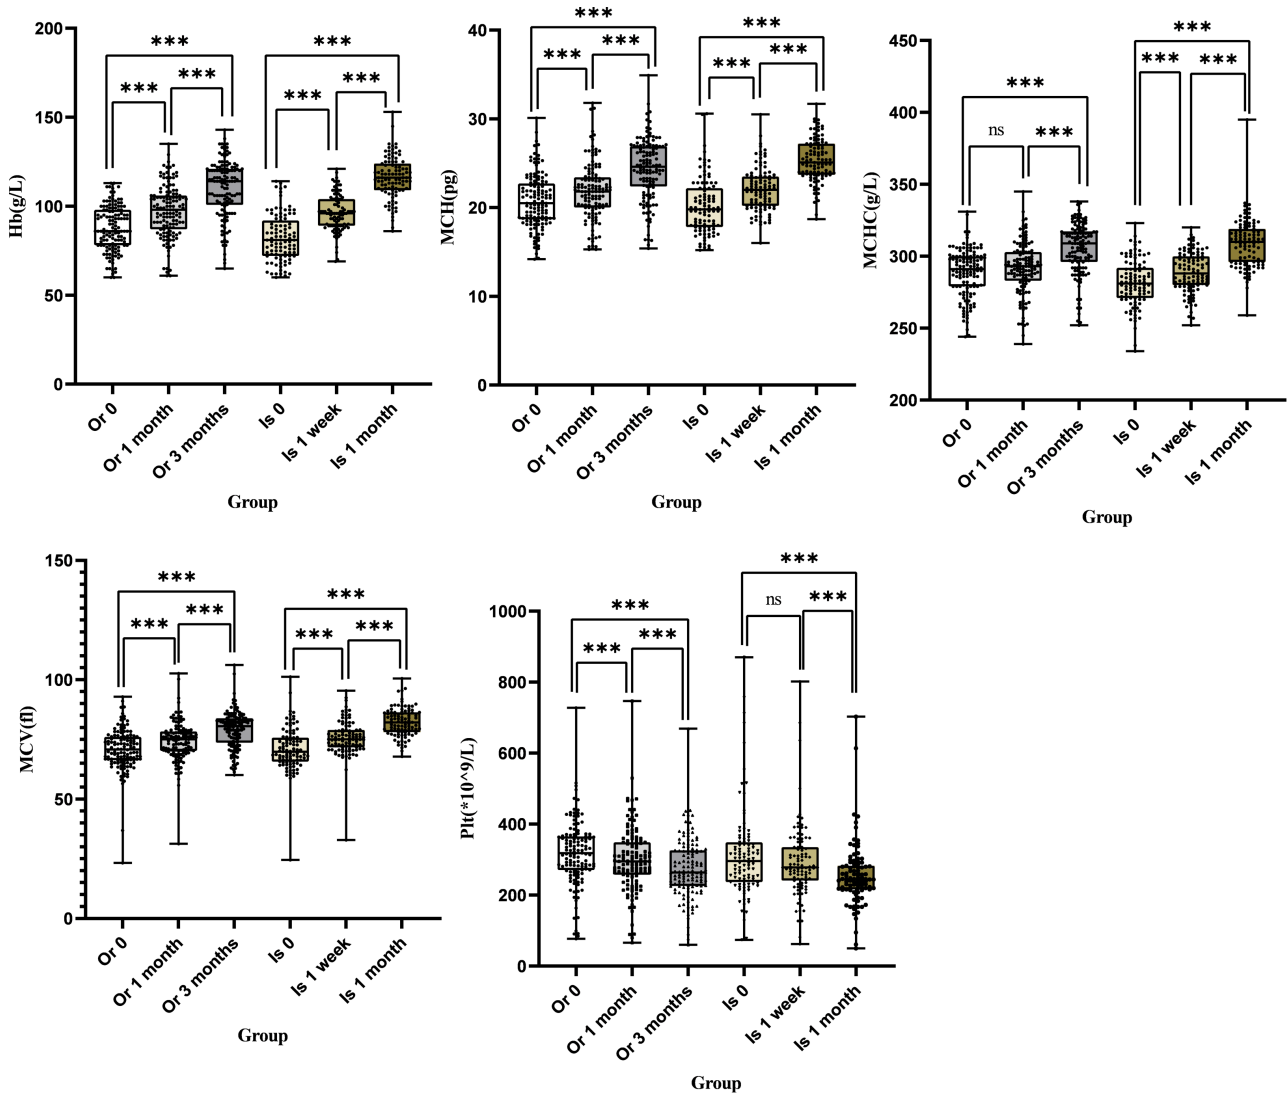 Hb(g/L)
200
150
100
50
0
***
***
***
***
***
***
Or 0
Or 1 month
Or 3 months
Is 0
Is 1 week
Is 1 month
Group
MCH(pg)
40
30
20
10
0
***
***
***
***
***
***
Or 0
Or 1 month
Or 3 months
Is 0
Is 1 week
Is 1 month
Group
MCHC(g/L)
450
400
350
300
250
200
***
ns
***
***
***
***
Or 0
Or 1 month
Or 3 months
Is 0
Is 1 week
Is 1 month
Group
MCV(fl)
150
100
50
0
***
***
***
***
***
***
Or 0
Or 1 month
Or 3 months
Is 0
Is 1 week
Is 1 month
Group
Plt(*10^9/L)
1000
800
600
400
200
0
***
***
***
***
ns
***
Or 0
Or 1 month
Or 3 months
Is 0
Is 1 week
Is 1 month
Group